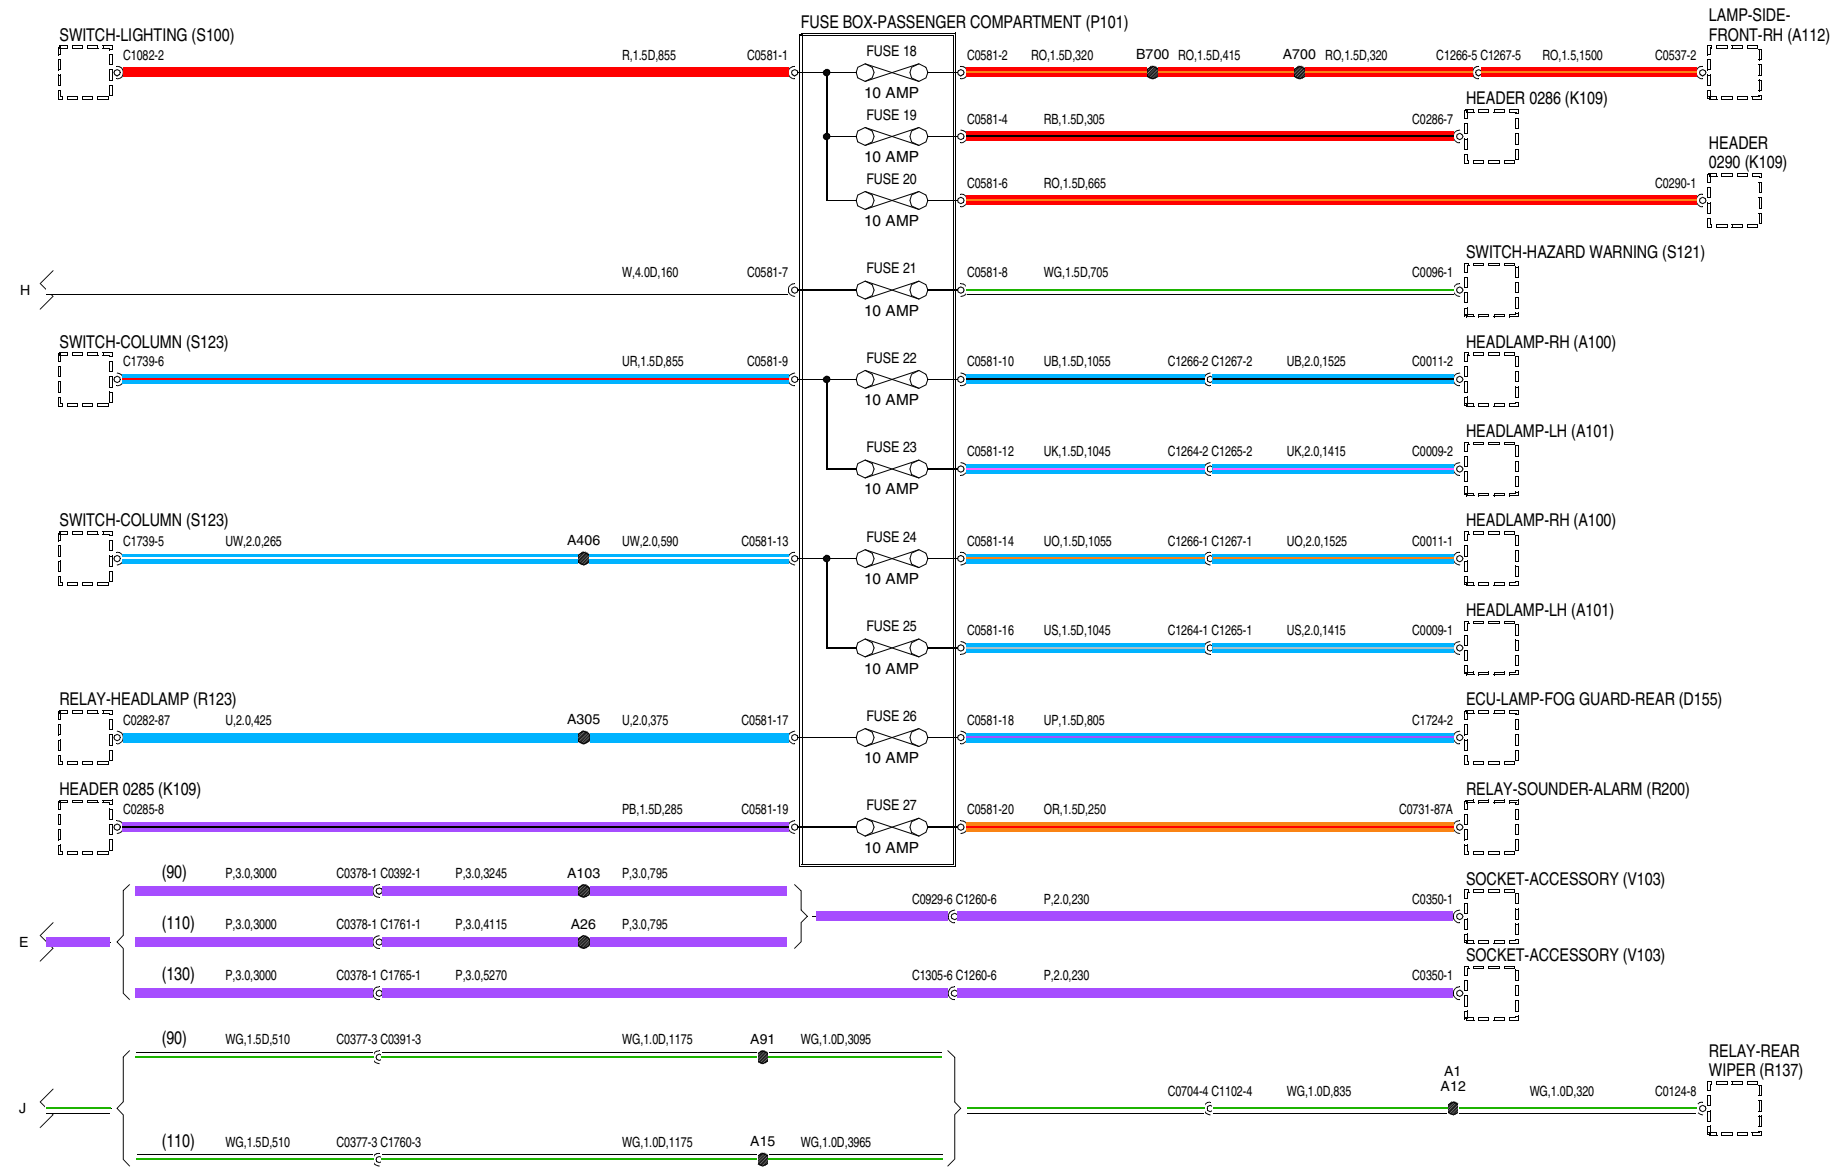 FUSE BOX-PASSENGER COMPARTMENT (P101)
LAMP-SIDE-
FRONT-RH (A112)
SWITCH-LIGHTING (S100)
C1082-2 R,1.5D,855 C0581-1 FUSE 18 10 AMP C0581-2 RO,1.5D,320 B700 RO,1.5D,415 A700 RO,1.5D,320 C1266-5 C1267-5 RO,1.5,1500 C0537-2
HEADER 0286 (K109)
FUSE 19 10 AMP C0581-4 RB,1.5D,305 C0286-7
HEADER
0290 (K109)
FUSE 20 10 AMP C0581-6 RO,1.5D,665 C0290-1
SWITCH-HAZARD WARNING (S121)
H W,4.0D,160 C0581-7 FUSE 21 10 AMP C0581-8 WG,1.5D,705 C0096-1
SWITCH-COLUMN (S123) HEADLAMP-RH (A100)
C1739-6 UR,1.5D,855 C0581-9 FUSE 22 10 AMP C0581-10 UB,1.5D,1055 C1266-2 C1267-2 UB,2.0,1525 C0011-2
HEADLAMP-LH (A101)
FUSE 23 10 AMP C0581-12 UK,1.5D,1045 C1264-2 C1265-2 UK,2.0,1415 C0009-2
SWITCH-COLUMN (S123) HEADLAMP-RH (A100)
C1739-5 UW,2.0,265 A406 UW,2.0,590 C0581-13 FUSE 24 10 AMP C0581-14 UO,1.5D,1055 C1266-1 C1267-1 UO,2.0,1525 C0011-1
HEADLAMP-LH (A101)
FUSE 25 10 AMP C0581-16 US,1.5D,1045 C1264-1 C1265-1 US,2.0,1415 C0009-1
RELAY-HEADLAMP (R123) ECU-LAMP-FOG GUARD-REAR (D155)
C0282-87 U,2.0,425 A305 U,2.0,375 C0581-17 FUSE 26 10 AMP C0581-18 UP,1.5D,805 C1724-2
HEADER 0285 (K109) RELAY-SOUNDER-ALARM (R200)
C0285-8 PB,1.5D,285 C0581-19 FUSE 27 10 AMP C0581-20 OR,1.5D,250 C0731-87A
(90) P,3.0,3000 C0378-1 C0392-1 P,3.0,3245 A103 P,3.0,795
SOCKET-ACCESSORY (V103)
C0929-6 C1260-6 P,2.0,230 C0350-1
E (110) P,3.0,3000 C0378-1 C1761-1 P,3.0,4115 A26 P,3.0,795
SOCKET-ACCESSORY (V103)
(130) P,3.0,3000 C0378-1 C1765-1 P,3.0,5270 C1305-6 C1260-6 P,2.0,230 C0350-1
(90) WG,1.5D,510 C0377-3 C0391-3 WG,1.0D,1175 A91 WG,1.0D,3095
RELAY-REAR
WIPER (R137)
J C0704-4 C1102-4 WG,1.0D,835 A1
A12 WG,1.0D,320 C0124-8
(110) WG,1.5D,510 C0377-3 C1760-3 WG,1.0D,1175 A15 WG,1.0D,3965